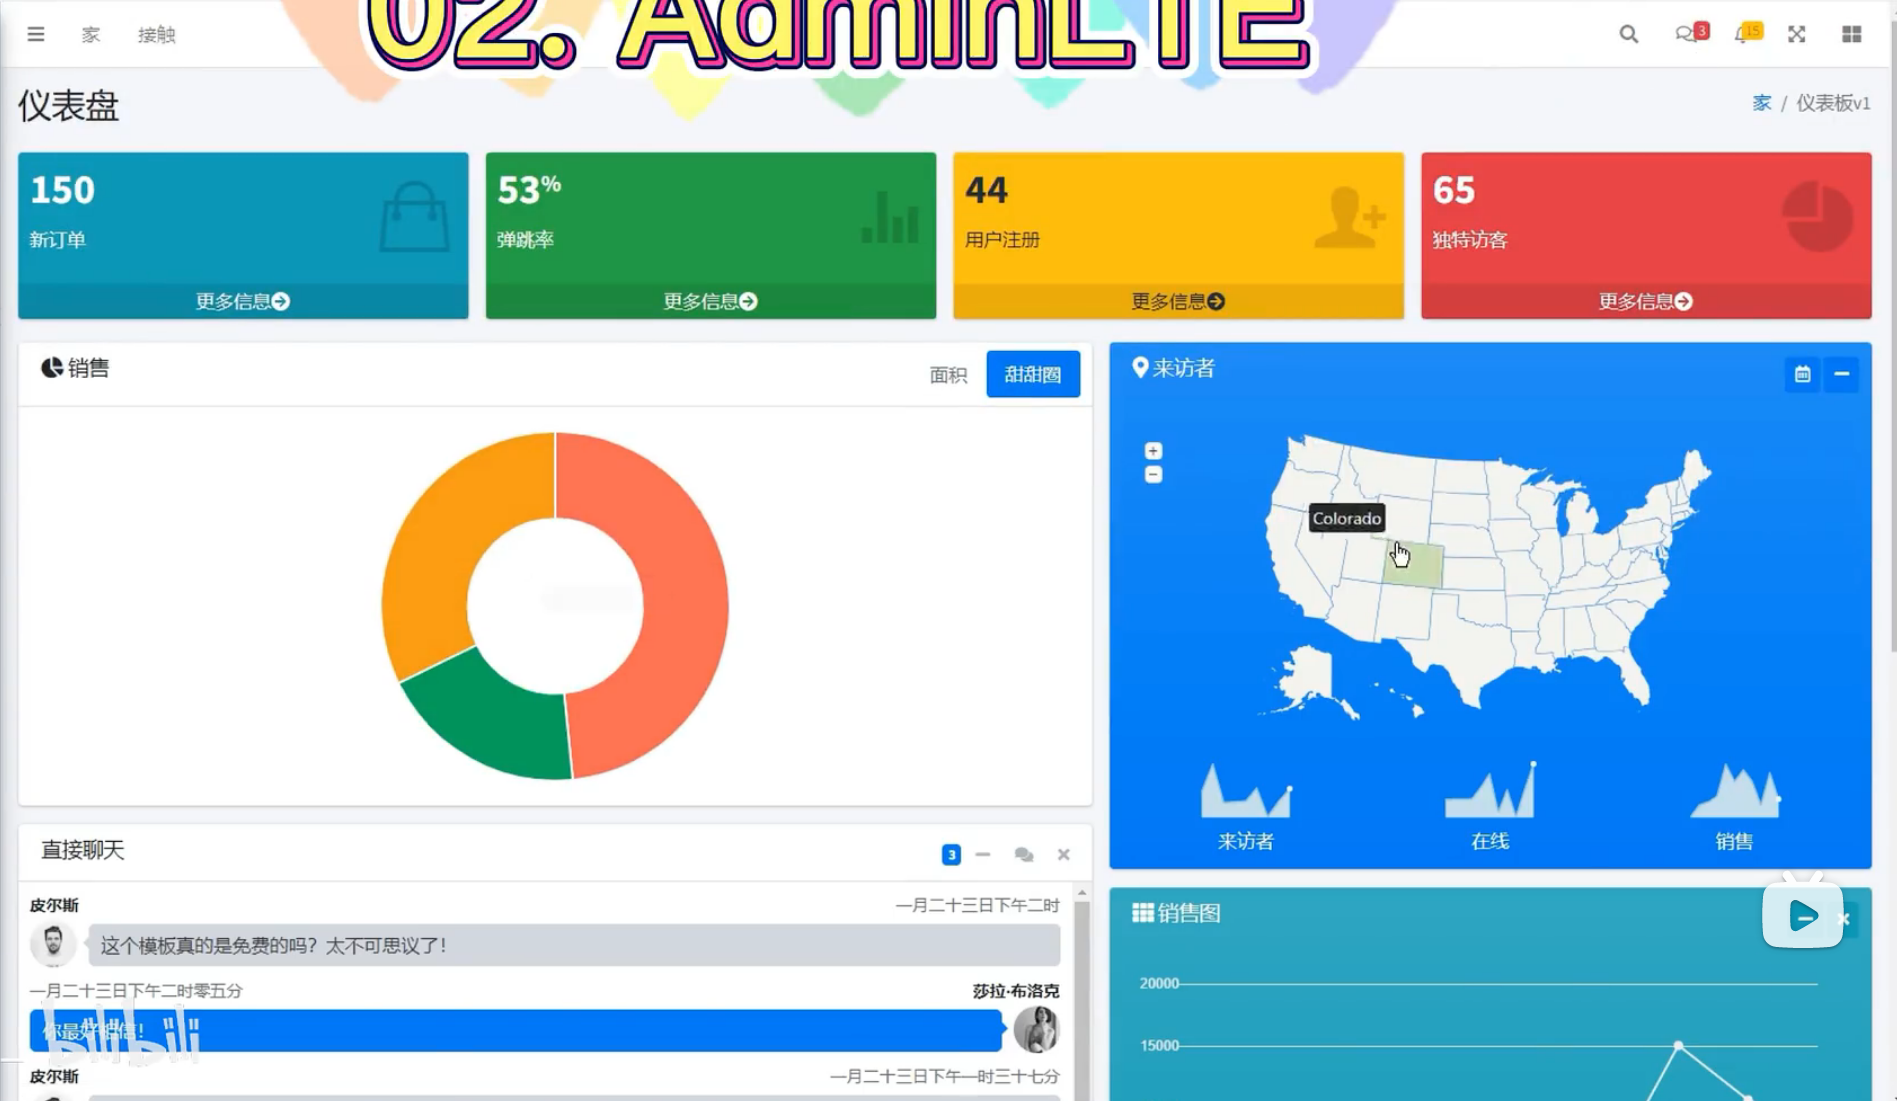 02. AdminLTE
家 接触
3
15
仪表盘
家 / 仪表板v1
150
新订单
更多信息
53%
弹跳率
更多信息
44
用户注册
更多信息
65
独特访客
更多信息
销售
面积 甜甜圈
来访者
+
−
Colorado
来访者 在线 销售
直接聊天
3
皮尔斯 一月二十三日下午二时
这个模板真的是免费的吗？太不可思议了！
一月二十三日下午二时零五分 莎拉·布洛克
你最好相信！
bilibili
皮尔斯 一月二十三日下午一时三十七分
销售图
20000
15000